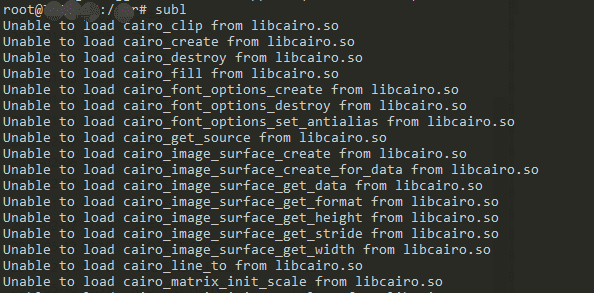 root@:/ r# subl
Unable to load cairo_clip from libcairo.so
Unable to load cairo_create from libcairo.so
Unable to load cairo_destroy from libcairo.so
Unable to load cairo_fill from libcairo.so
Unable to load cairo_font_options_create from libcairo.so
Unable to load cairo_font_options_destroy from libcairo.so
Unable to load cairo_font_options_set_antialias from libcairo.so
Unable to load cairo_get_source from libcairo.so
Unable to load cairo_image_surface_create from libcairo.so
Unable to load cairo_image_surface_create_for_data from libcairo.so
Unable to load cairo_image_surface_get_data from libcairo.so
Unable to load cairo_image_surface_get_format from libcairo.so
Unable to load cairo_image_surface_get_height from libcairo.so
Unable to load cairo_image_surface_get_stride from libcairo.so
Unable to load cairo_image_surface_get_width from libcairo.so
Unable to load cairo_line_to from libcairo.so
Unable to load cairo_matrix_init_scale from libcairo.so